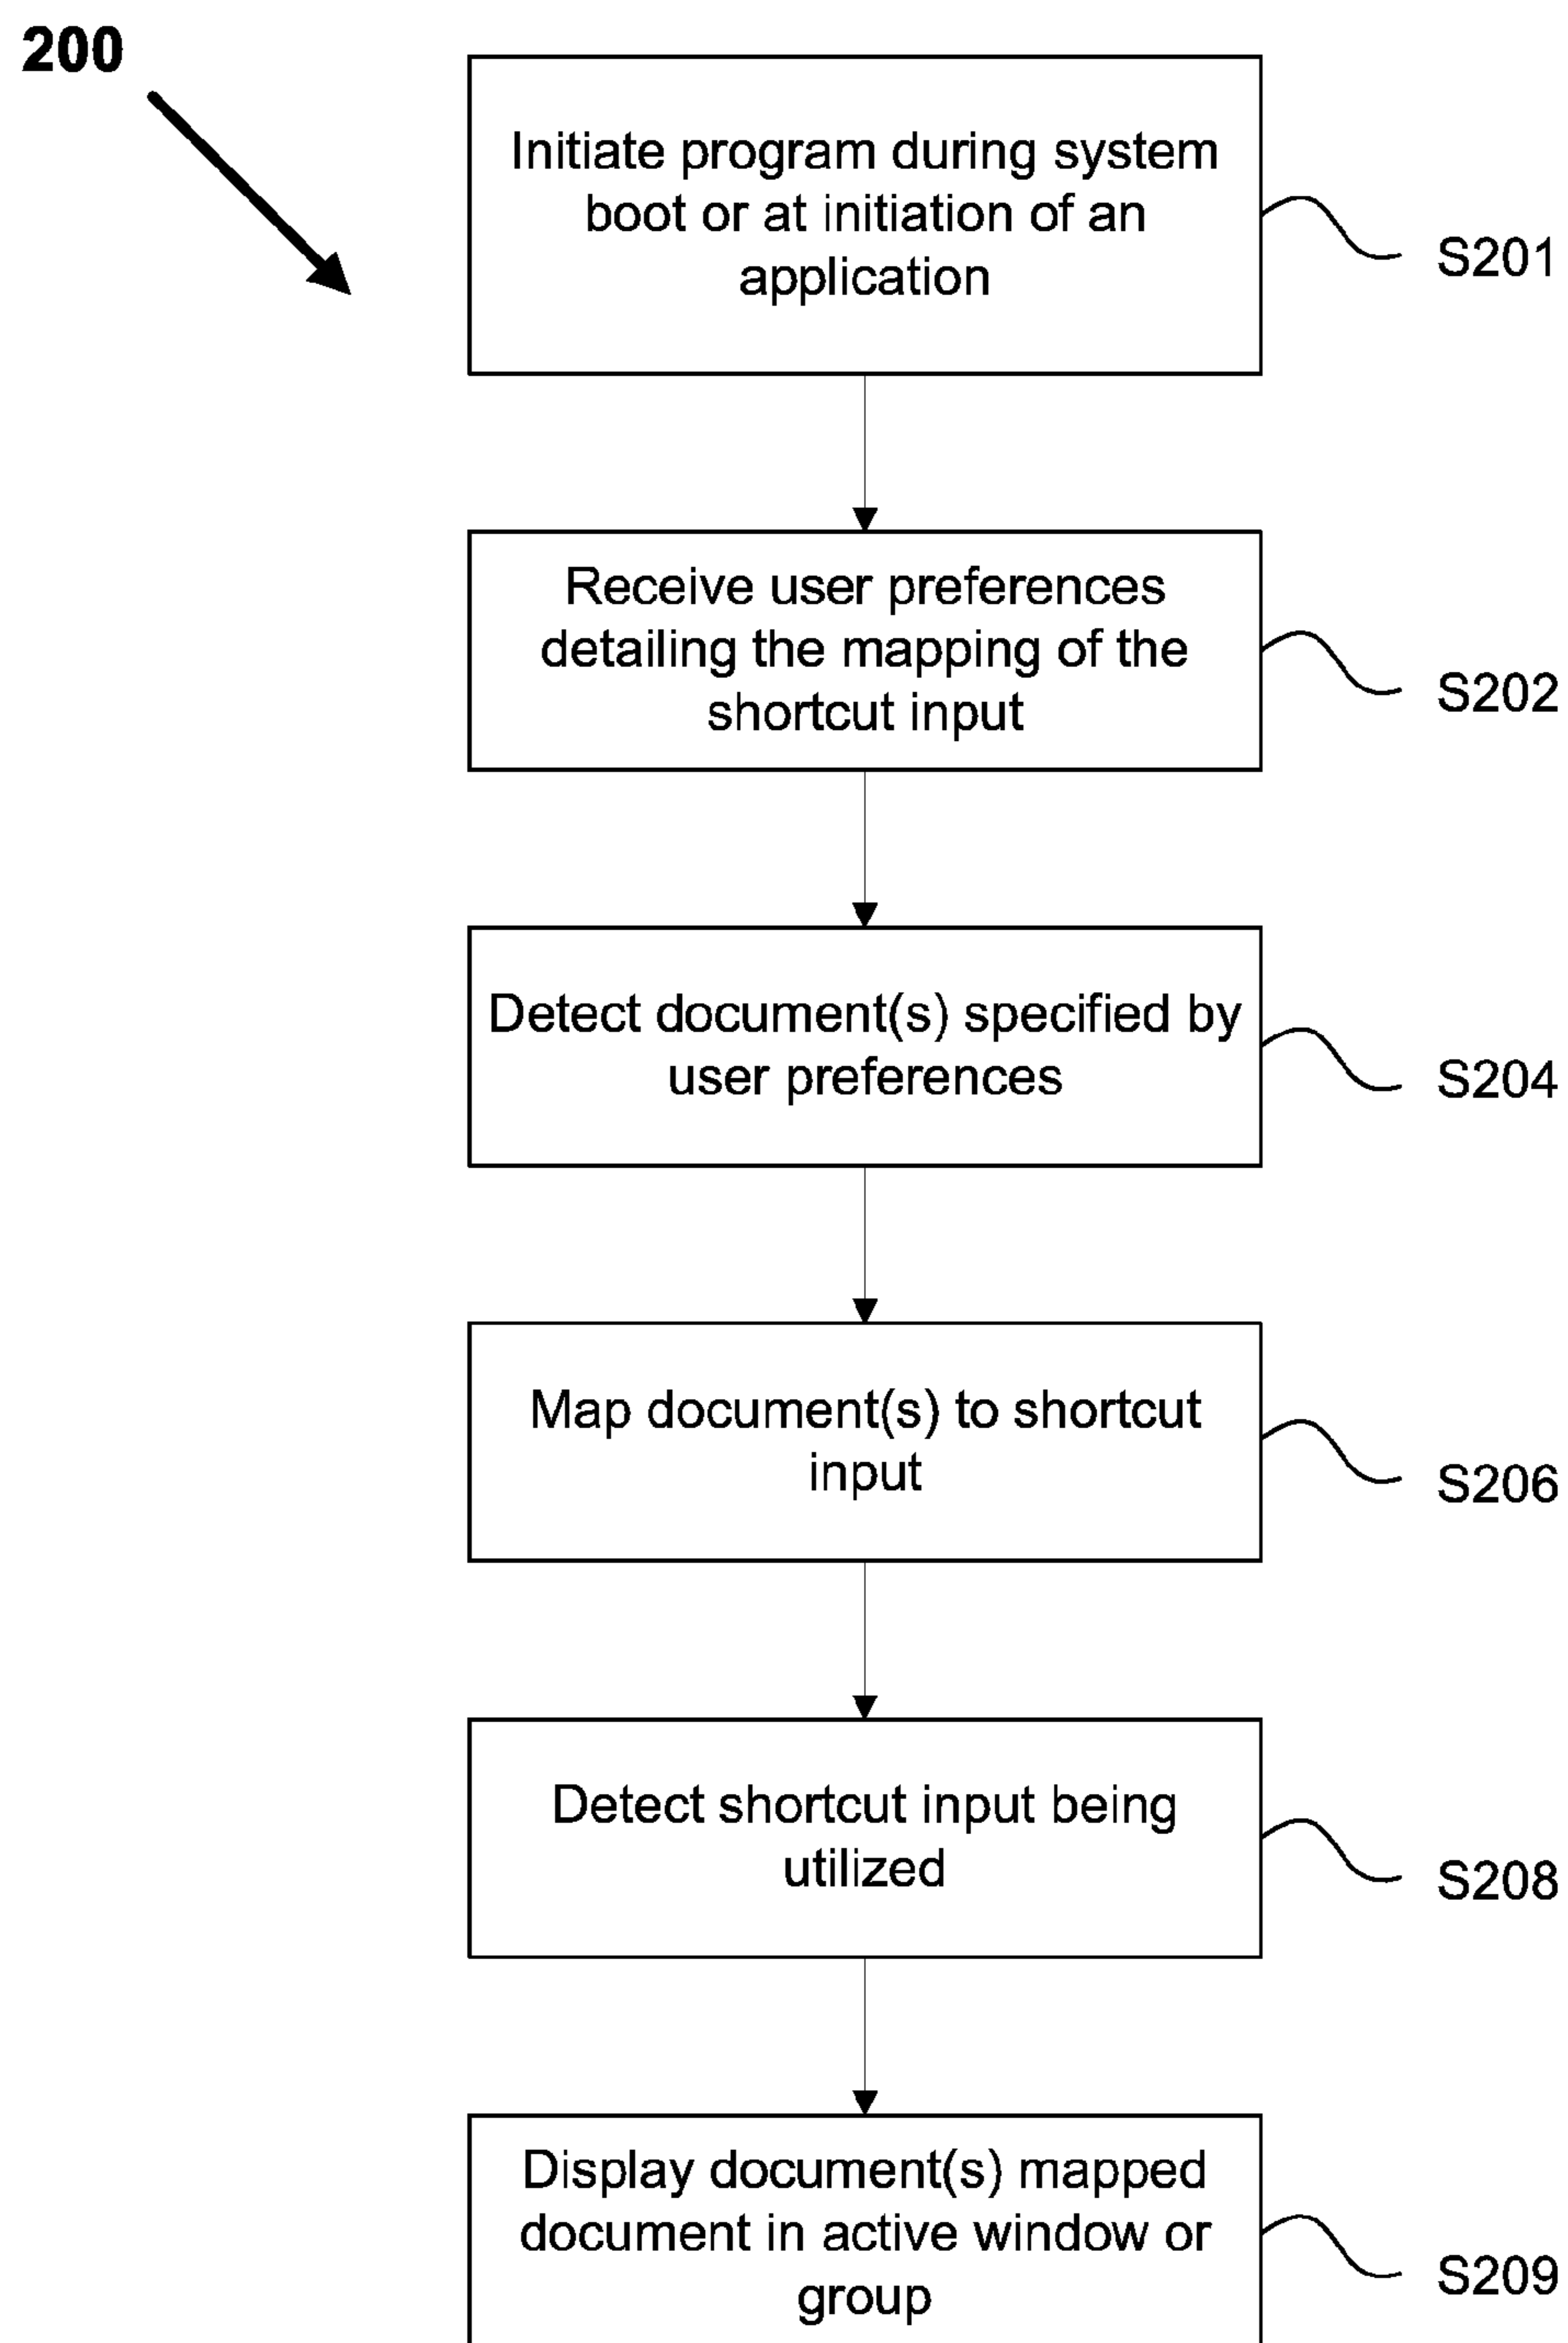 200
Initiate program during system
boot or at initiation of an
application
S201
Receive user preferences
detailing the mapping of the
shortcut input
S202
Detect document(s) specified by
user preferences
S204
Map document(s) to shortcut
input
S206
Detect shortcut input being
utilized
S208
Display document(s) mapped
document in active window or
group
S209